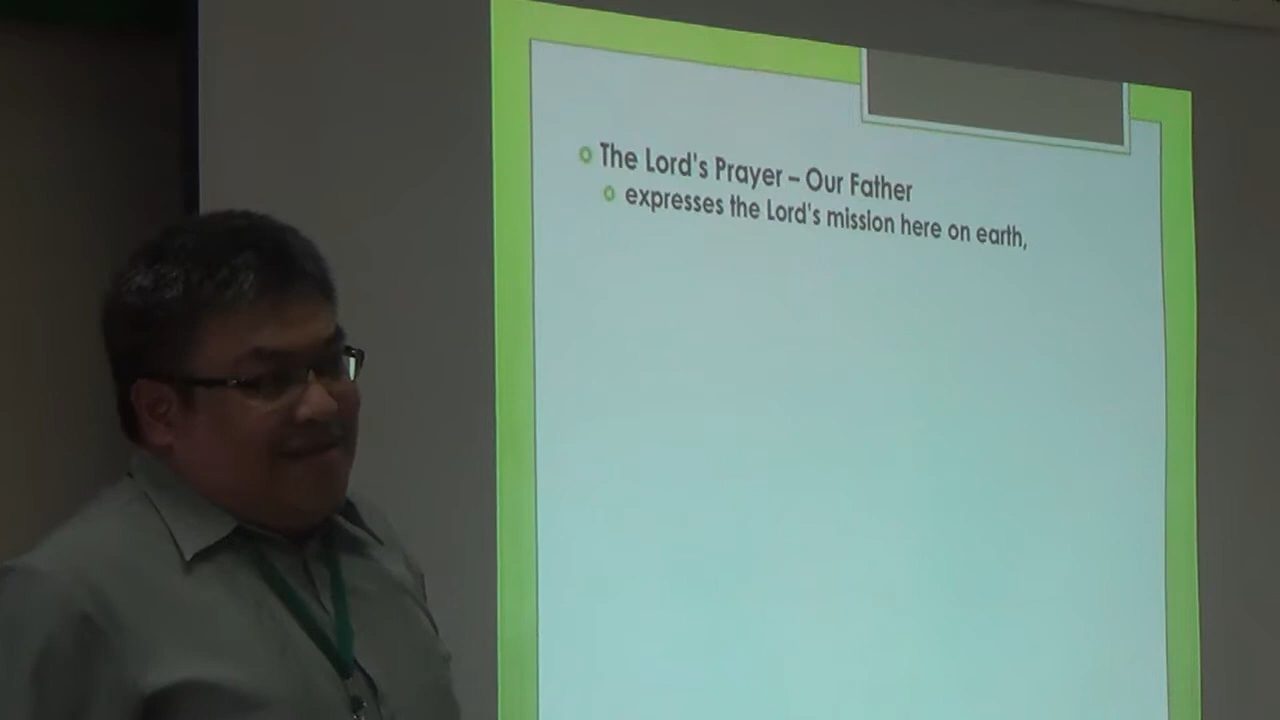 The Lord's Prayer – Our Father
expresses the Lord's mission here on earth,